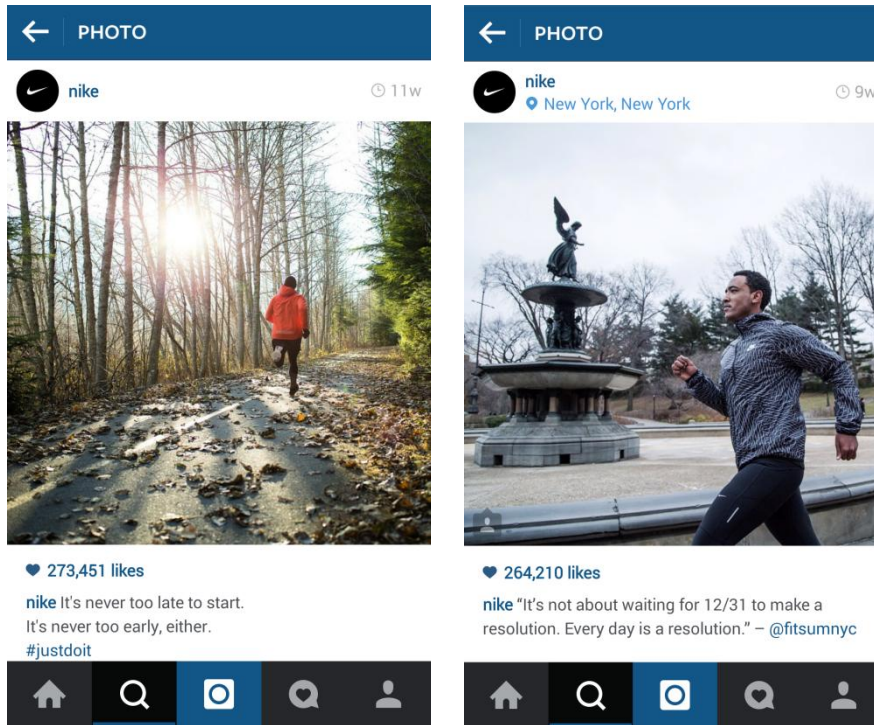 PHOTO
nike
11w
273,451 likes
nike It's never too late to start.
It's never too early, either.
#justdoit
PHOTO
nike
New York, New York
9w
264,210 likes
nike “It’s not about waiting for 12/31 to make a
resolution. Every day is a resolution.” – @fitsumnyc